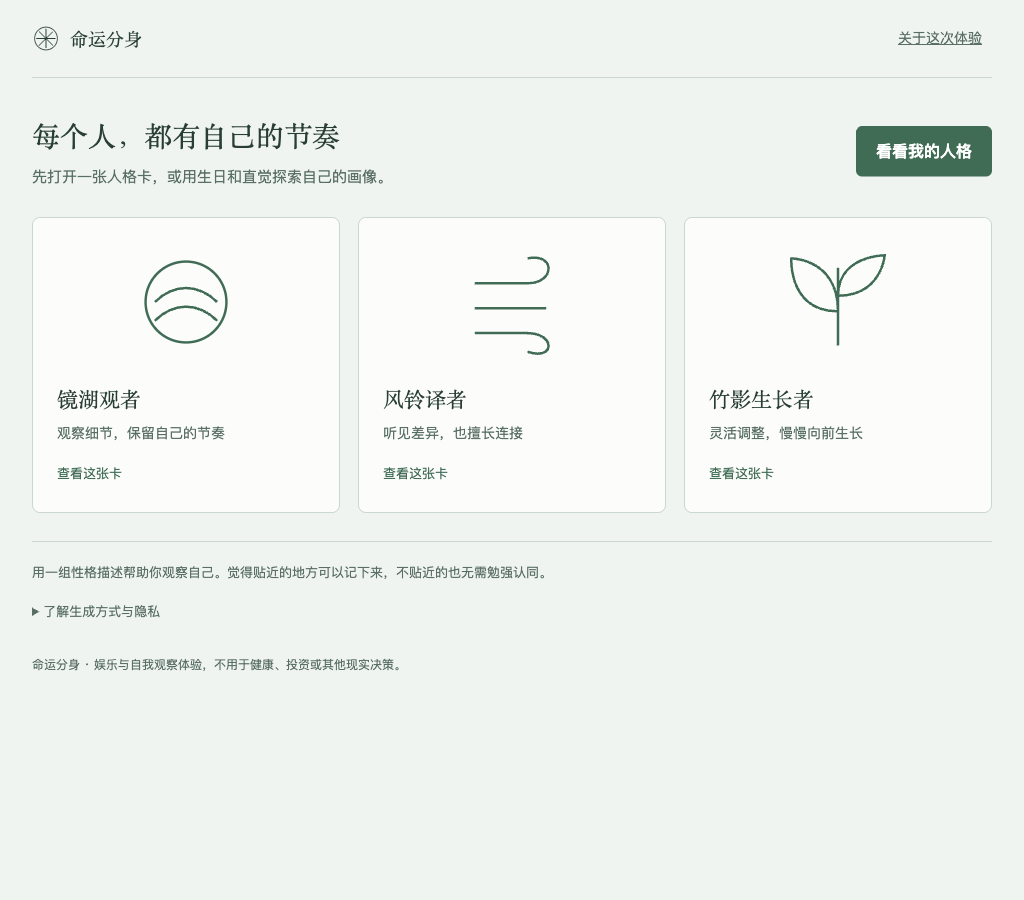 命运分身
关于这次体验
每个人，都有自己的节奏
先打开一张人格卡，或用生日和直觉探索自己的画像。
看看我的人格
镜湖观者
观察细节，保留自己的节奏
查看这张卡
风铃译者
听见差异，也擅长连接
查看这张卡
竹影生长者
灵活调整，慢慢向前生长
查看这张卡
用一组性格描述帮助你观察自己。觉得贴近的地方可以记下来，不贴近的也无需勉强认同。
了解生成方式与隐私
命运分身 · 娱乐与自我观察体验，不用于健康、投资或其他现实决策。